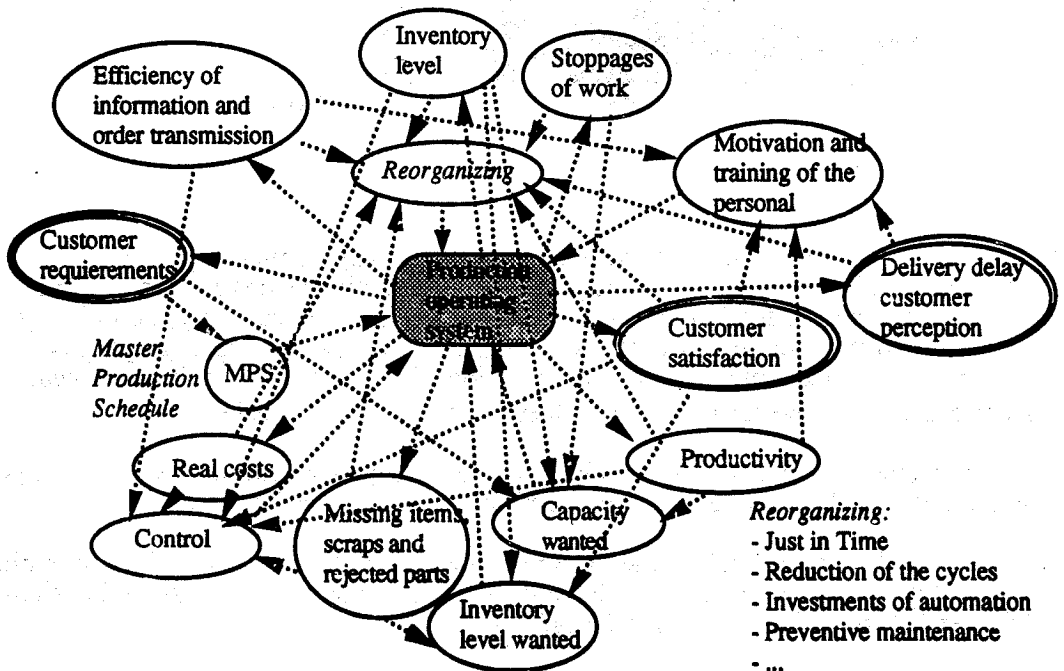 Inventory
level
Stoppages
of work
Efficiency of
information and
order transmission
Motivation and
training of the
personal
Reorganizing
Customer
requierements
Production
operating
system
Delivery delay
customer
perception
Customer
satisfaction
Master
Production
Schedule
MPS
Real costs
Productivity
Control
Missing items,
scraps and
rejected parts
Capacity
wanted
Inventory
level wanted
Reorganizing:
- Just in Time
- Reduction of the cycles
- Investments of automation
- Preventive maintenance
- ...